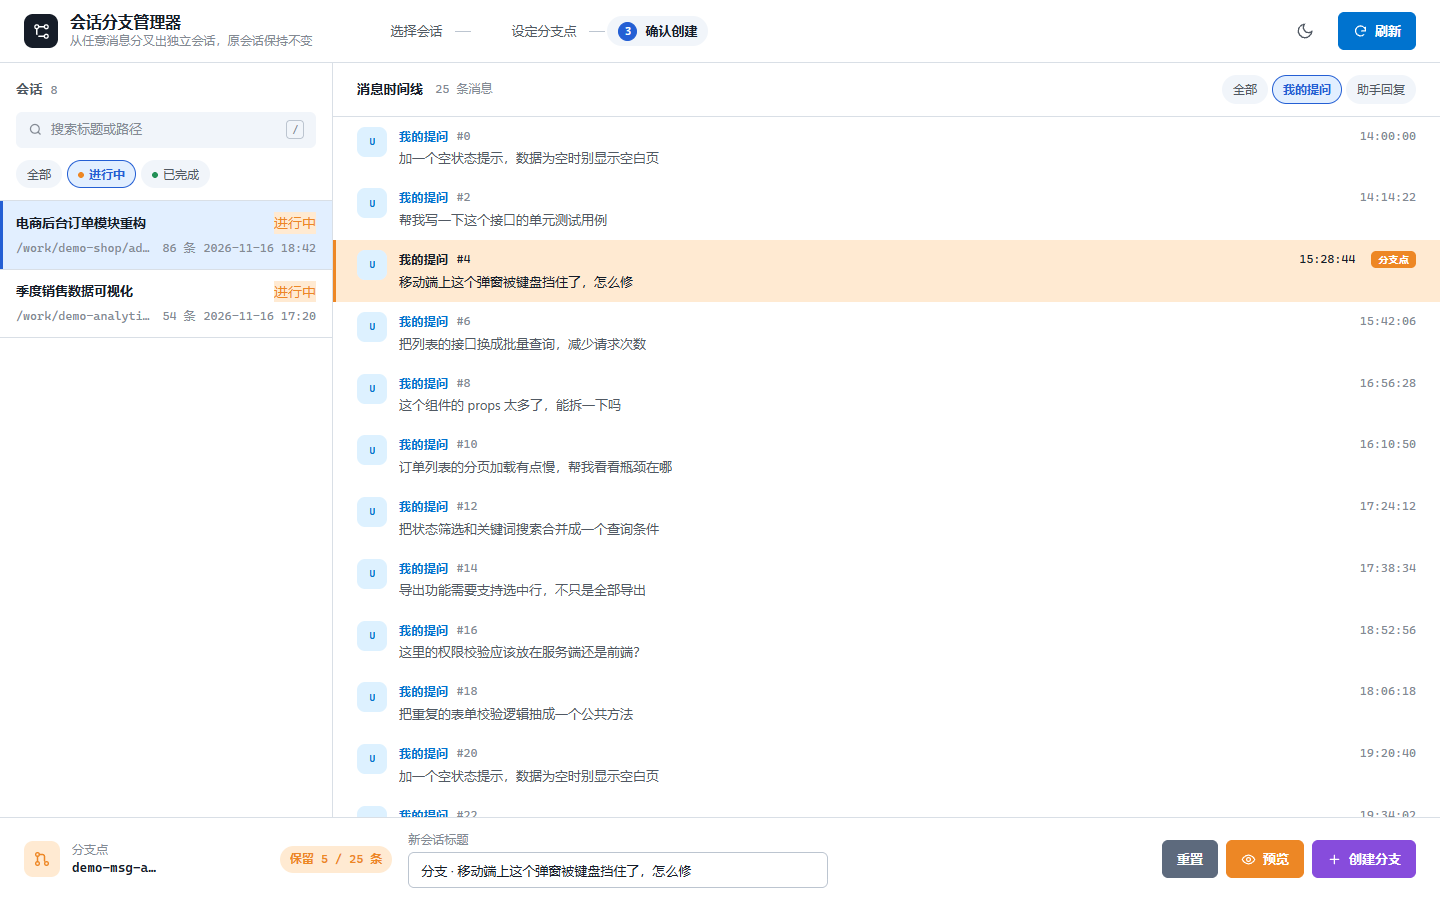 会话分支管理器
从任意消息分叉出独立会话，原会话保持不变
选择会话
设定分支点
3 确认创建
刷新
会话 8
搜索标题或路径 /
全部 进行中 已完成
电商后台订单模块重构 进行中
/work/demo-shop/ad… 86 条 2026-11-16 18:42
季度销售数据可视化 进行中
/work/demo-analyti… 54 条 2026-11-16 17:20
消息时间线 25 条消息
全部 我的提问 助手回复
U 我的提问 #0 14:00:00
加一个空状态提示，数据为空时别显示空白页
U 我的提问 #2 14:14:22
帮我写一下这个接口的单元测试用例
U 我的提问 #4 15:28:44 分支点
移动端上这个弹窗被键盘挡住了，怎么修
U 我的提问 #6 15:42:06
把列表的接口换成批量查询，减少请求次数
U 我的提问 #8 16:56:28
这个组件的 props 太多了，能拆一下吗
U 我的提问 #10 16:10:50
订单列表的分页加载有点慢，帮我看看瓶颈在哪
U 我的提问 #12 17:24:12
把状态筛选和关键词搜索合并成一个查询条件
U 我的提问 #14 17:38:34
导出功能需要支持选中行，不只是全部导出
U 我的提问 #16 18:52:56
这里的权限校验应该放在服务端还是前端？
U 我的提问 #18 18:06:18
把重复的表单校验逻辑抽成一个公共方法
U 我的提问 #20 19:20:40
加一个空状态提示，数据为空时别显示空白页
我的提问 #22 19:34:02
分支点
demo-msg-a…
保留 5 / 25 条
新会话标题
分支 · 移动端上这个弹窗被键盘挡住了，怎么修
重置 预览 创建分支